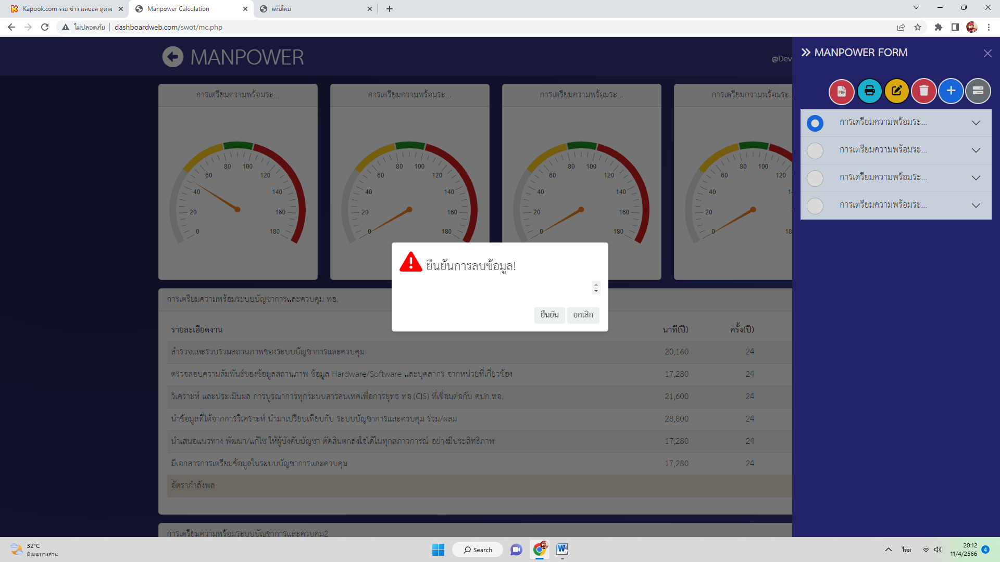 Kapook.com รวม ข่าว ผลบอล ดูดวง
Manpower Calculation
แท็บใหม่
ไม่ปลอดภัย
dashboardweb.com/swot/mc.php
MANPOWER
@Dev
MANPOWER FORM
PDF
การเตรียมความพร้อมระ...
การเตรียมความพร้อมระ...
การเตรียมความพร้อมระ...
การเตรียมความพร้อมระ...
การเตรียมความพร้อมระ...
การเตรียมความพร้อมระ...
การเตรียมความพร้อมระ...
การเตรียมความพร้อมระ...
0 20 40 60 80 100 120 140 160 180
0 20 40 60 80 100 120 140 160 180
0 20 40 60 80 100 120 140 160 180
0 20 40 60 80 100 120
ยืนยันการลบข้อมูล!
ยืนยัน
ยกเลิก
การเตรียมความพร้อมระบบบัญชาการและควบคุม ทอ.
รายละเอียดงาน นาที(ปี) ครั้ง(ปี)
สำรวจและรวบรวมสถานภาพของระบบบัญชาการและควบคุม 20,160 24
ตรวจสอบความสัมพันธ์ของข้อมูลสถานภาพ ข้อมูล Hardware/Software และบุคลากร จากหน่วยที่เกี่ยวข้อง 17,280 24
วิเคราะห์ และประเมินผล การบูรณาการทุกระบบสารสนเทศเพื่อการยุทธ ทอ.(CIS) ที่เชื่อมต่อกับ ศปก.ทอ. 21,600 24
นำข้อมูลที่ได้จากการวิเคราะห์ นำมาเปรียบเทียบกับ ระบบบัญชาการและควบคุม ร่วม/ผสม 28,800 24
นำเสนอแนวทาง พัฒนา/แก้ไข ให้ผู้บังคับบัญชา ตัดสินตกลงใจได้ในทุกสภาวการณ์ อย่างมีประสิทธิภาพ 17,280 24
มีเอกสารการเตรียมข้อมูลในระบบบัญชาการและควบคุม 17,280 24
อัตรากำลังพล
การเตรียมความพร้อมระบบบัญชาการและควบคุม2
32°C
มีเมฆบางส่วน
Search
ไทย
20:12
11/4/2566
4